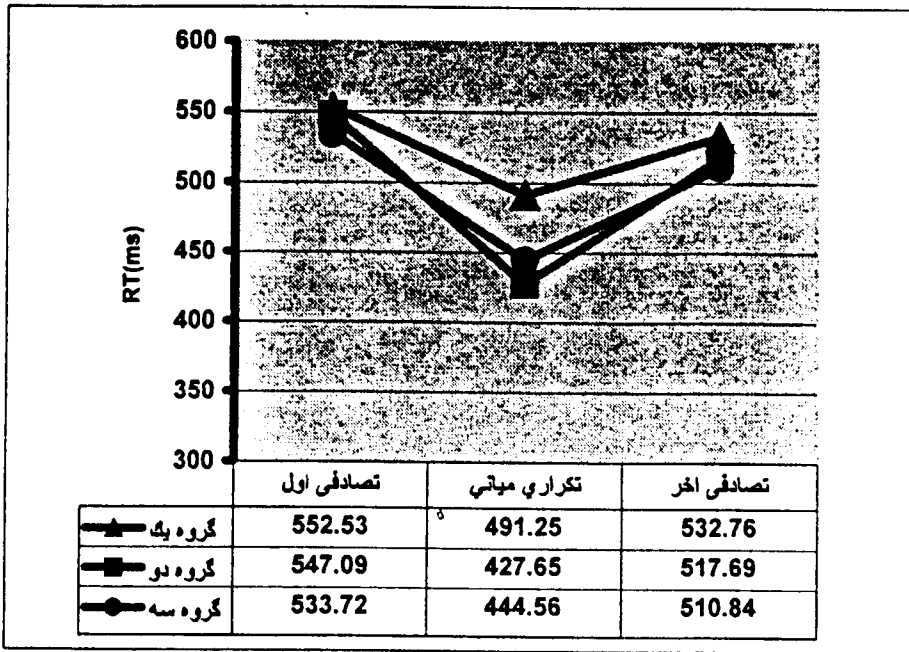 600
550
500
450
400
350
300
RT(ms)
تصادفی اول تکراري مياني تصادفی اخر
گروه يك 552.53 491.25 532.76
گروه دو 547.09 427.65 517.69
گروه سه 533.72 444.56 510.84